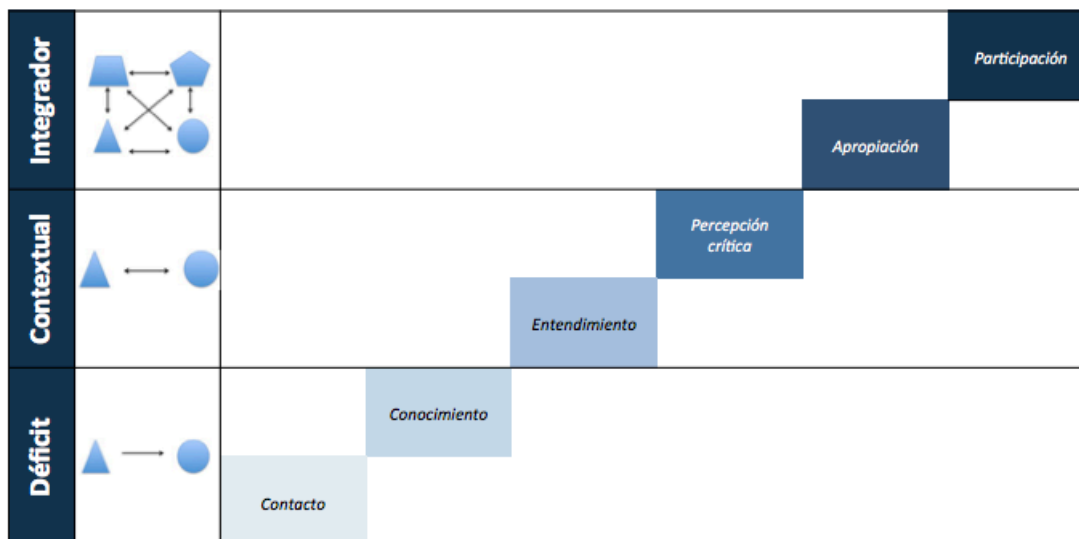 Integrador
Participación
Apropiación
Contextual
Percepción
crítica
Entendimiento
Déficit
Conocimiento
Contacto